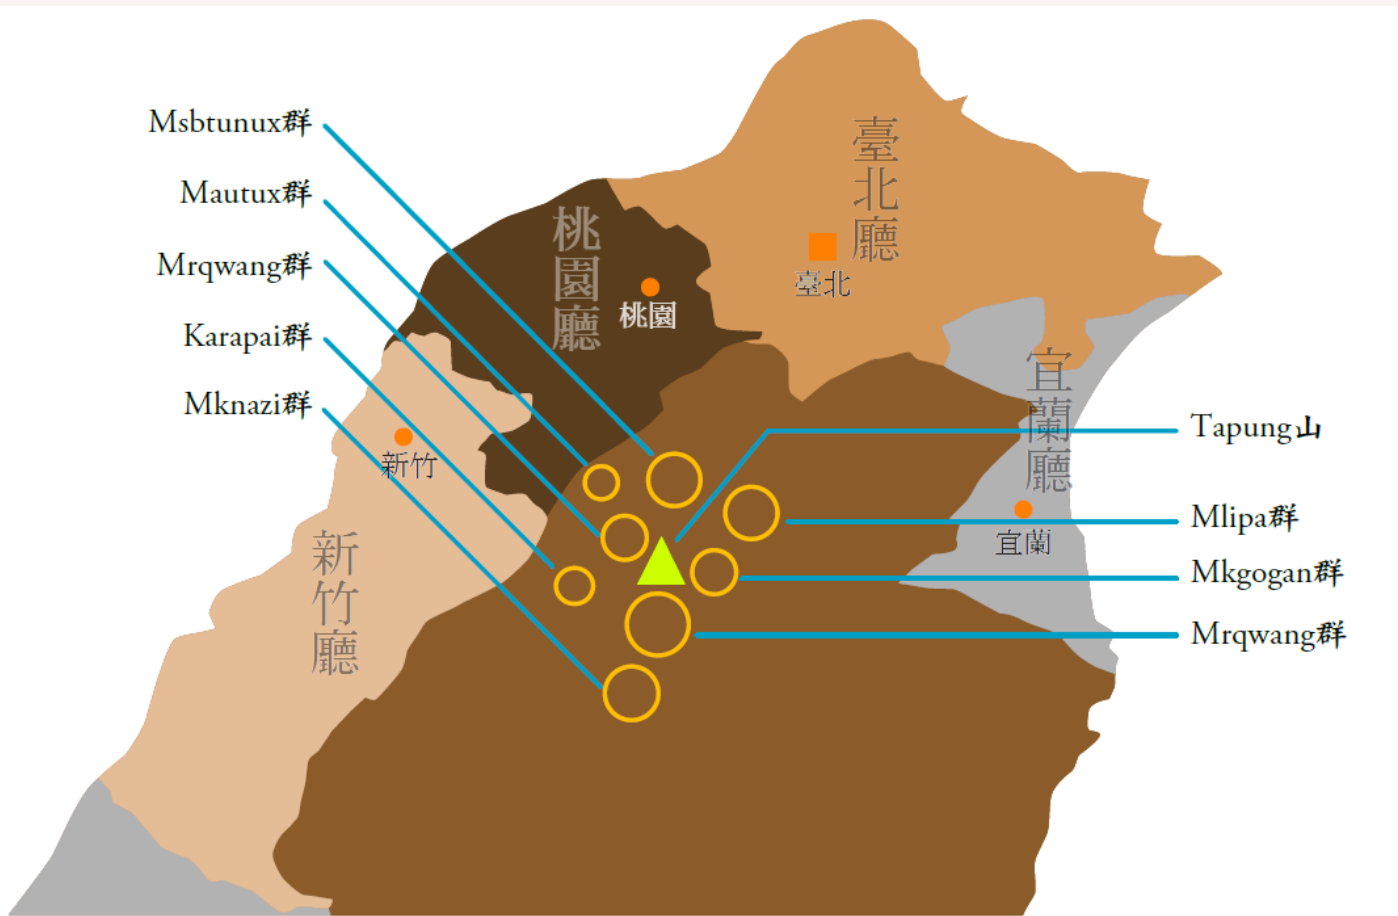 Msbtunux群
Mautux群
Mrqwang群
Karapai群
Mknazi群
桃園廳
桃園
臺北廳
臺北
宜蘭廳
宜蘭
新竹
新竹廳
Tapung山
Mlipa群
Mkgogan群
Mrqwang群